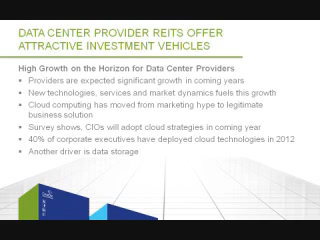 DATA CENTER PROVIDER REITS OFFER
ATTRACTIVE INVESTMENT VEHICLES
High Growth on the Horizon for Data Center Providers
▪ Providers are expected significant growth in coming years
▪ New technologies, services and market dynamics fuels this growth
▪ Cloud computing has moved from marketing hype to legitimate
business solution
▪ Survey shows, CIOs will adopt cloud strategies in coming year
▪ 40% of corporate executives have deployed cloud technologies in 2012
▪ Another driver is data storage